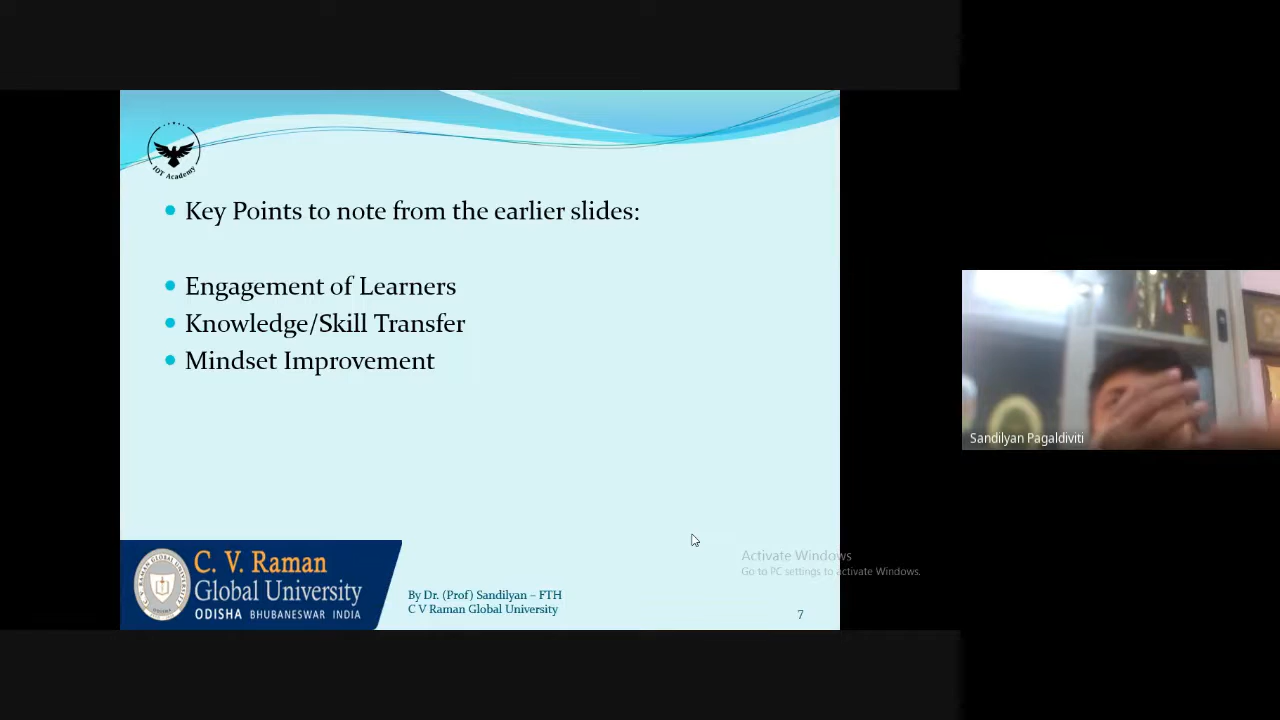 IOT Academy
Key Points to note from the earlier slides:
Engagement of Learners
Knowledge/Skill Transfer
Mindset Improvement
C. V. Raman
Global University
ODISHA BHUBANESWAR INDIA
By Dr. (Prof) Sandilyan – FTH
C V Raman Global University
7
Activate Windows
Go to PC settings to activate Windows.
Sandilyan Pagaldiviti